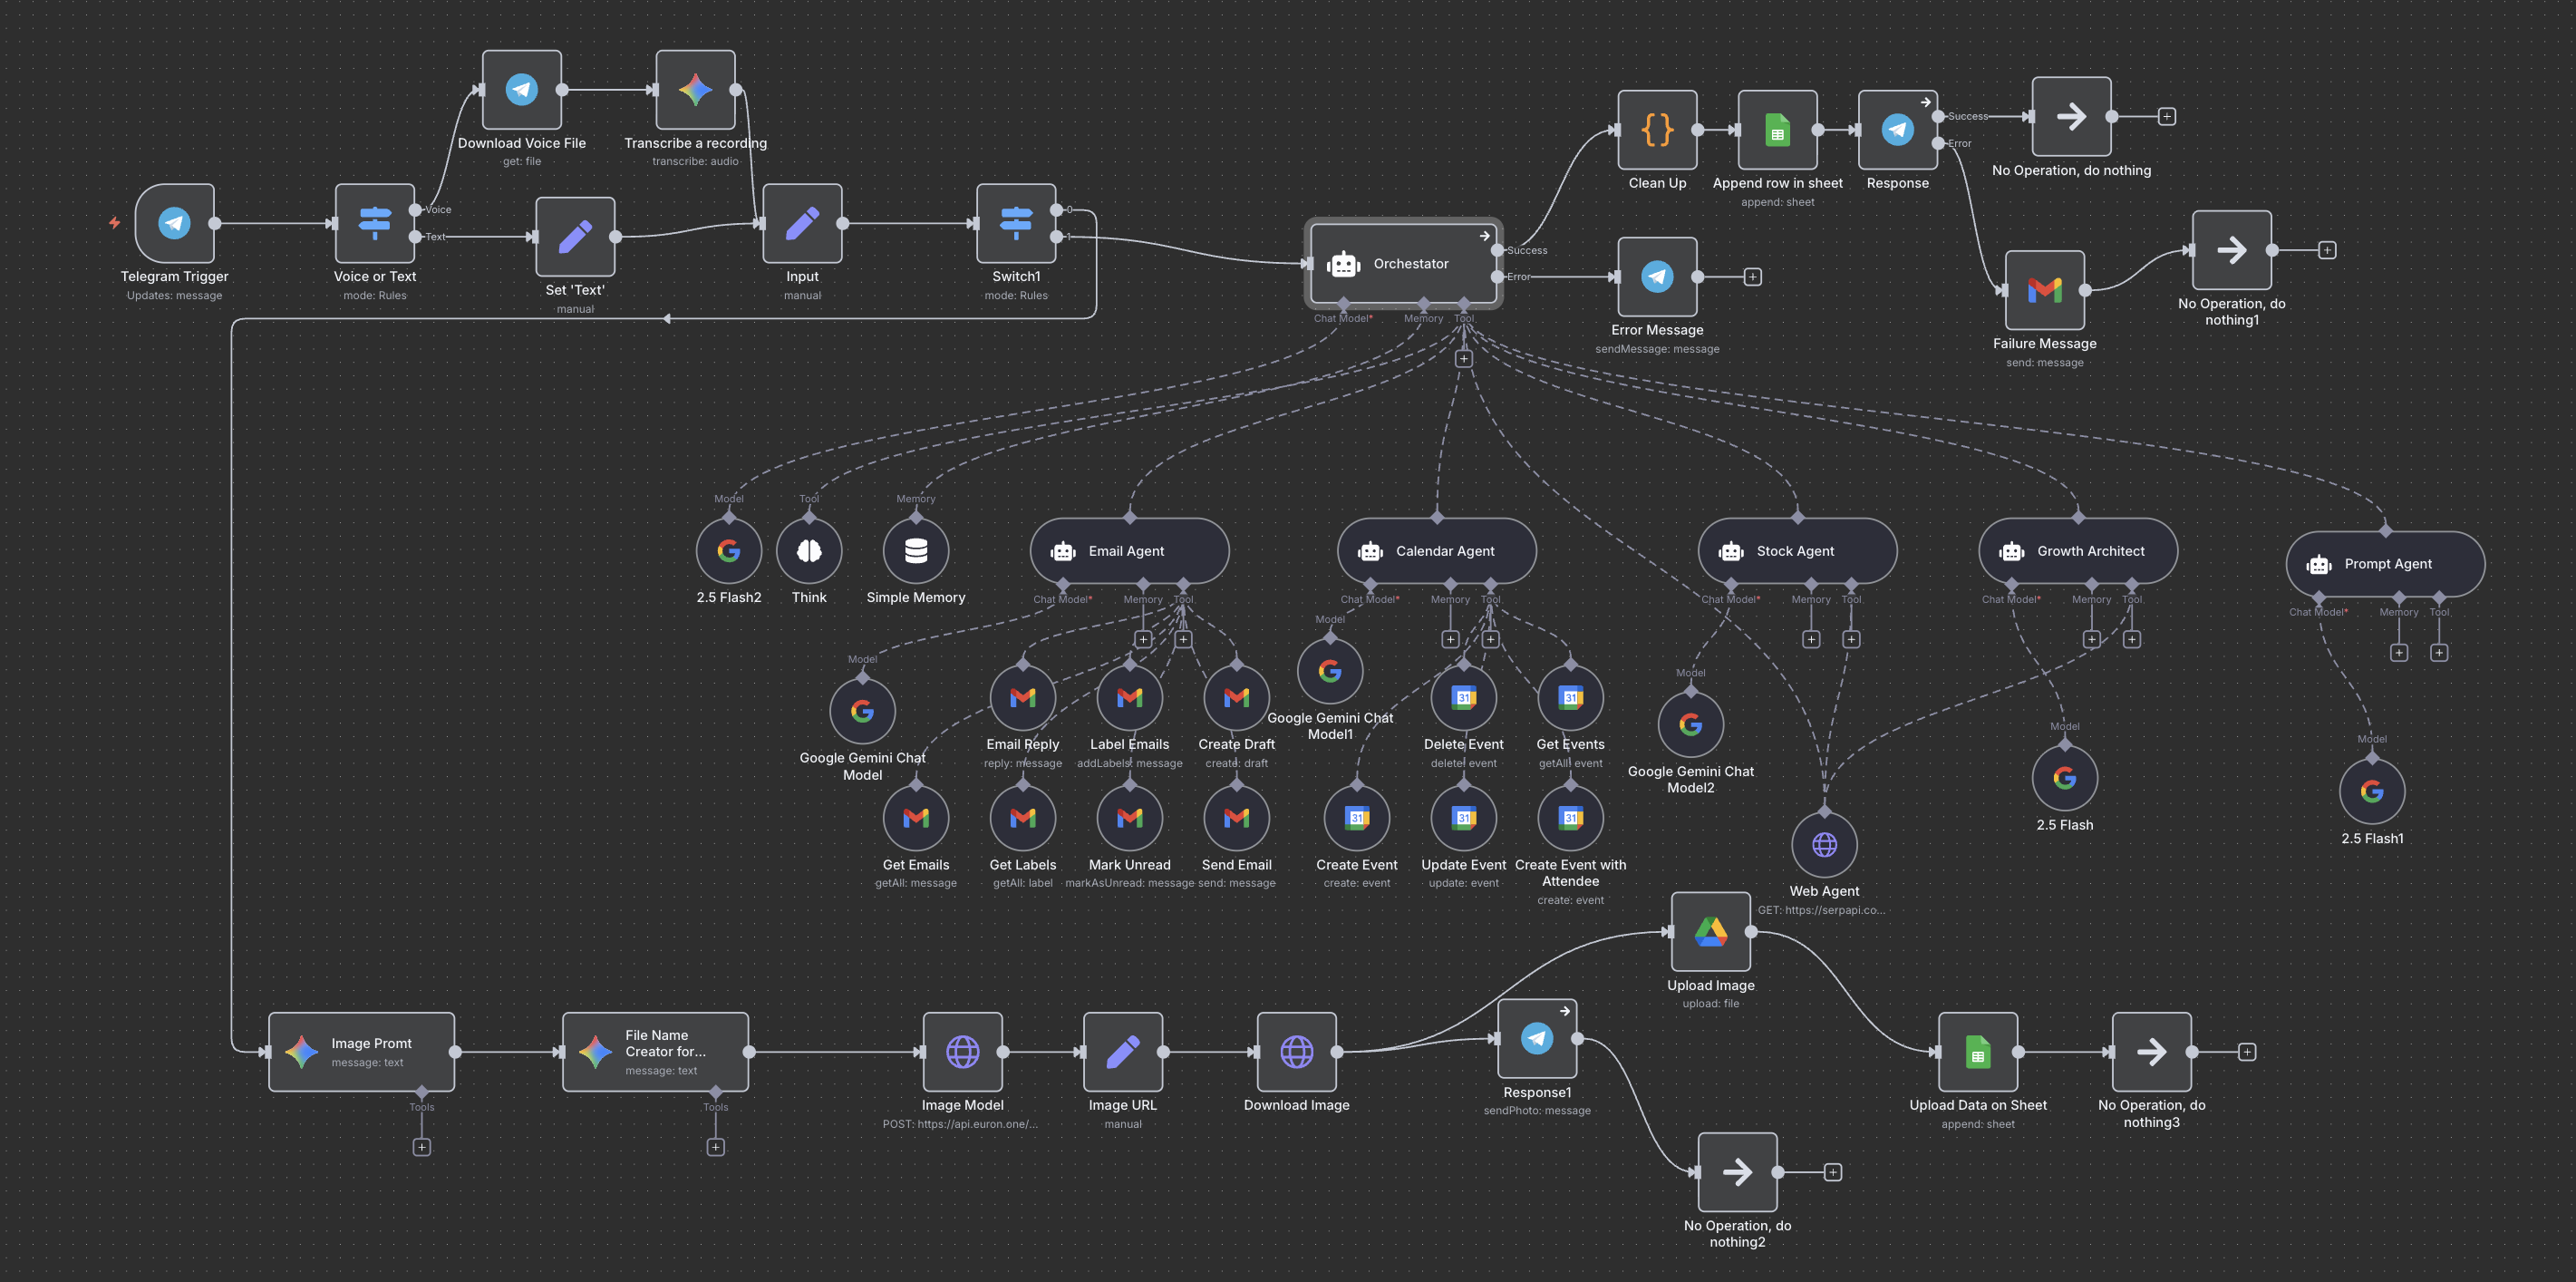 Download Voice File
get: file
Transcribe a recording
transcribe: audio
Telegram Trigger
Updates: message
Voice
Text
Voice or Text
mode: Rules
Set 'Text'
manual
Input
manual
0
1
Switch1
mode: Rules
Orchestrator
Success
Error
Chat Model*
Memory
Tool
Clean Up
Append row in sheet
append: sheet
Response
Success
Error
No Operation, do nothing
Error Message
sendMessage: message
Failure Message
send: message
No Operation, do
nothing1
Model
2.5 Flash2
Tool
Think
Memory
Simple Memory
Email Agent
Chat Model*
Memory
Tool
Calendar Agent
Chat Model*
Memory
Tool
Stock Agent
Chat Model*
Memory
Tool
Growth Architect
Chat Model*
Memory
Tool
Prompt Agent
Chat Model*
Memory
Tool
Model
Google Gemini Chat
Model
Email Reply
reply: message
Label Emails
addLabels: message
Create Draft
create: draft
Model
Google Gemini Chat
Model1
31
Delete Event
delete: event
31
Get Events
getAll: event
Model
Google Gemini Chat
Model2
Model
2.5 Flash
Model
2.5 Flash1
Get Emails
getAll: message
Get Labels
getAll: label
Mark Unread
markAsUnread: message
Send Email
send: message
31
Create Event
create: event
31
Update Event
update: event
31
Create Event with
Attendee
create: event
Web Agent
GET: https://serpapi.co...
Upload Image
upload: file
Image Promt
message: text
Tools
File Name
Creator for...
message: text
Tools
Image Model
POST: https://api.euron.one/...
Image URL
manual
Download Image
Response1
sendPhoto: message
Upload Data on Sheet
append: sheet
No Operation, do
nothing3
No Operation, do
nothing2